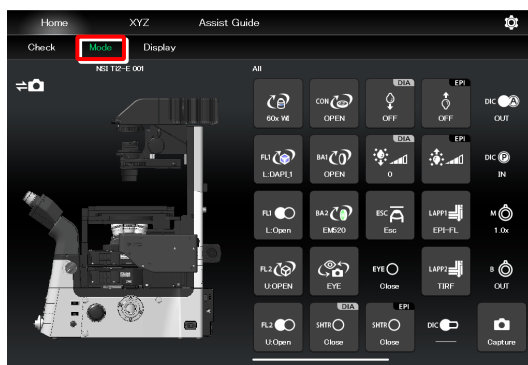 Home XYZ Assist Guide
Check Mode Display
NSI Ti2-E 001 All
DIA EPI
60x WI CON OPEN OFF OFF DIC A OUT
DIA EPI
FL1 L:DAPI_1 BA1 OPEN 0 DIC P IN
FL1 L:Open BA2 EM520 ESC Esc LAPP1 EPI-FL M 1.0x
FL2 U:OPEN EYE EYE Close LAPP2 TIRF B OUT
DIA EPI
FL2 U:Open SHTR Close SHTR Close DIC Capture